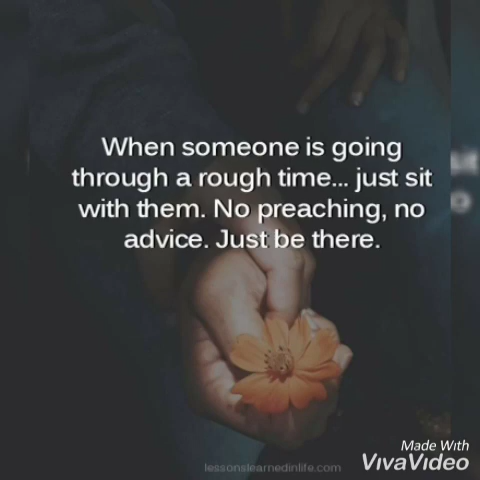 When someone is going
through a rough time... just sit
with them. No preaching, no
advice. Just be there.
lessonslearnedinlife.com
Made With
VivaVideo